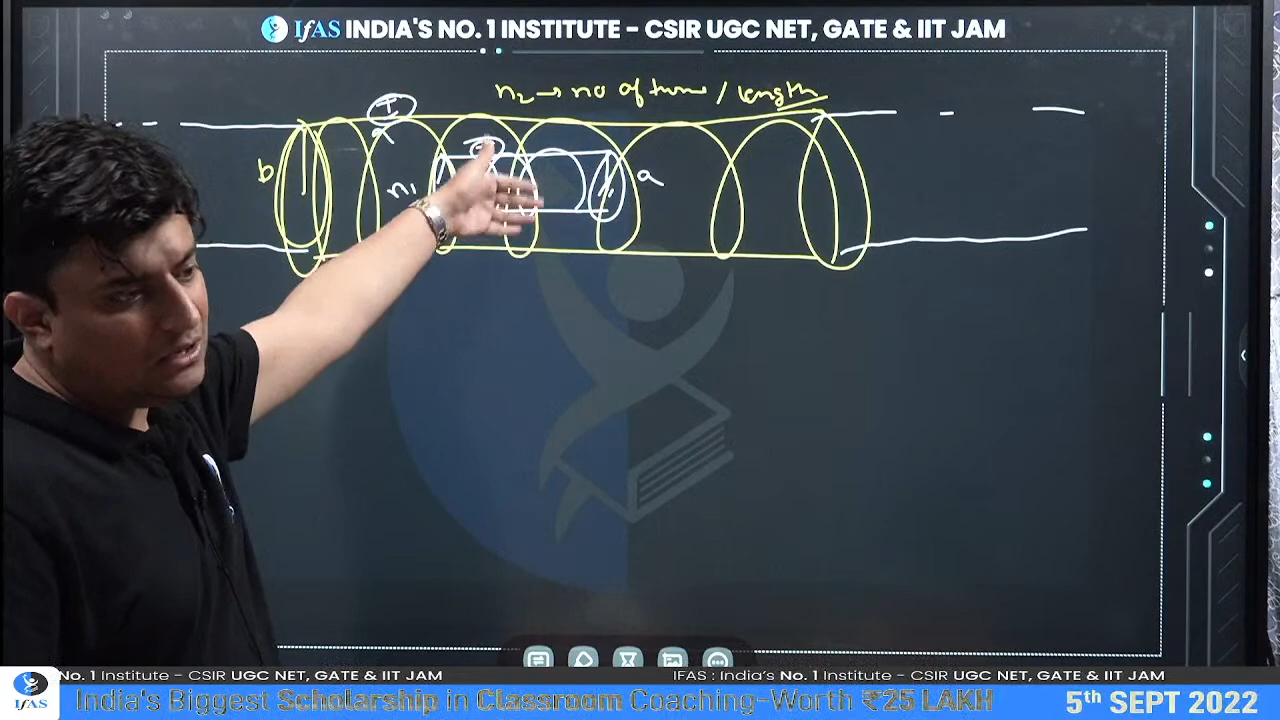 IfAS INDIA'S NO. 1 INSTITUTE - CSIR UGC NET, GATE & IIT JAM
n₂ → no of turns / length
I
b
n₁
a
No. 1 Institute - CSIR UGC NET, GATE & IIT JAM
IFAS : India's No. 1 Institute - CSIR UGC NET, GATE & IIT JAM
IFAS
India's Biggest Scholarship in Classroom Coaching-Worth ₹25 LAKH
5th SEPT 2022